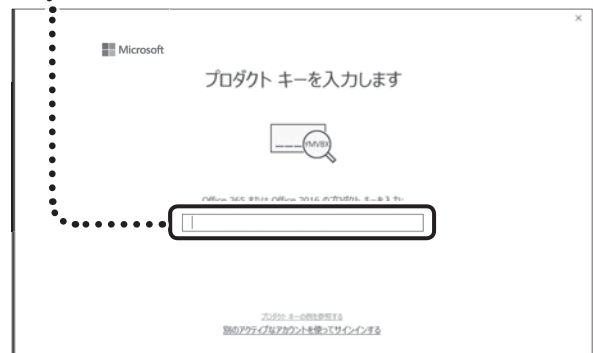 Microsoft
プロダクト キーを入力します
YMVBX
Office 365 または Office 2016 のプロダクト キーを入力:
プロダクト キーの例を参照する
別のアクティブなアカウントを使ってサインインする